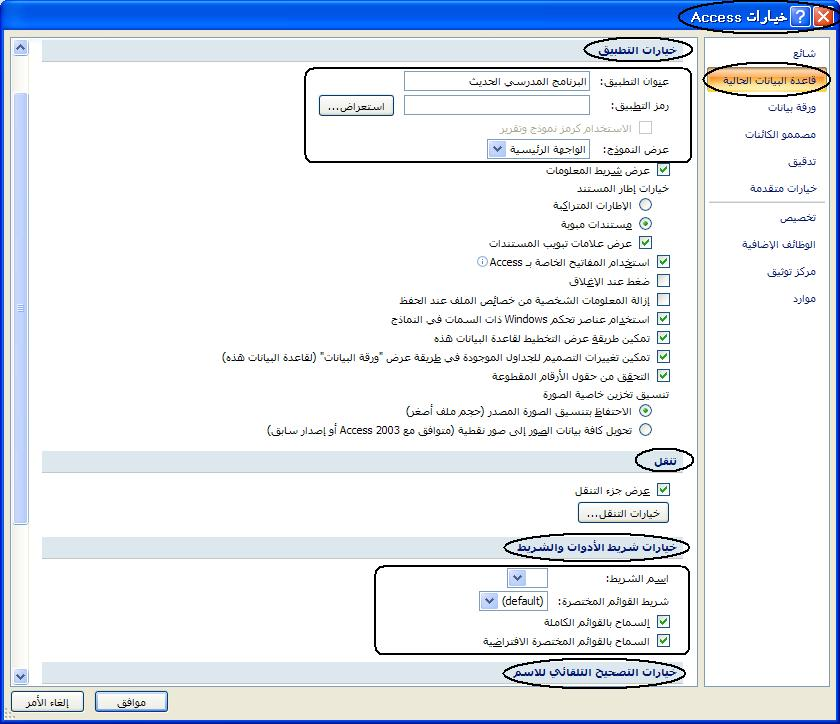 خيارات Access
شائع
قاعدة البيانات الحالية
ورقة بيانات
مصممو الكائنات
تدقيق
خيارات متقدمة
تخصيص
الوظائف الإضافية
مركز توثيق
موارد
خيارات التطبيق
عنوان التطبيق: البرنامج المدرسي الحديث
رمز التطبيق: استعراض...
الاستخدام كرمز نموذج وتقرير
عرض النموذج: الواجهة الرئيسية
عرض شريط المعلومات
خيارات إطار المستند
الإطارات المتراكبة
مستندات مبوبة
عرض علامات تبويب المستندات
استخدام المفاتيح الخاصة بـ Access
ضغط عند الإغلاق
إزالة المعلومات الشخصية من خصائص الملف عند الحفظ
استخدام عناصر تحكم Windows ذات السمات في النماذج
تمكين طريقة عرض التخطيط لقاعدة البيانات هذه
تمكين تغييرات التصميم للجداول الموجودة في طريقة عرض "ورقة البيانات" (لقاعدة البيانات هذه)
التحقق من حقول الأرقام المقطوعة
تنسيق تخزين خاصية الصورة
الاحتفاظ بتنسيق الصورة المصدر (حجم ملف أصغر)
تحويل كافة بيانات الصور إلى صور نقطية (متوافق مع Access 2003 أو إصدار سابق)
تنقل
عرض جزء التنقل
خيارات التنقل...
خيارات شريط الأدوات والشريط
اسم الشريط:
شريط القوائم المختصرة: (default)
السماح بالقوائم الكاملة
السماح بالقوائم المختصرة الافتراضية
خيارات التصحيح التلقائي للاسم
موافق إلغاء الأمر